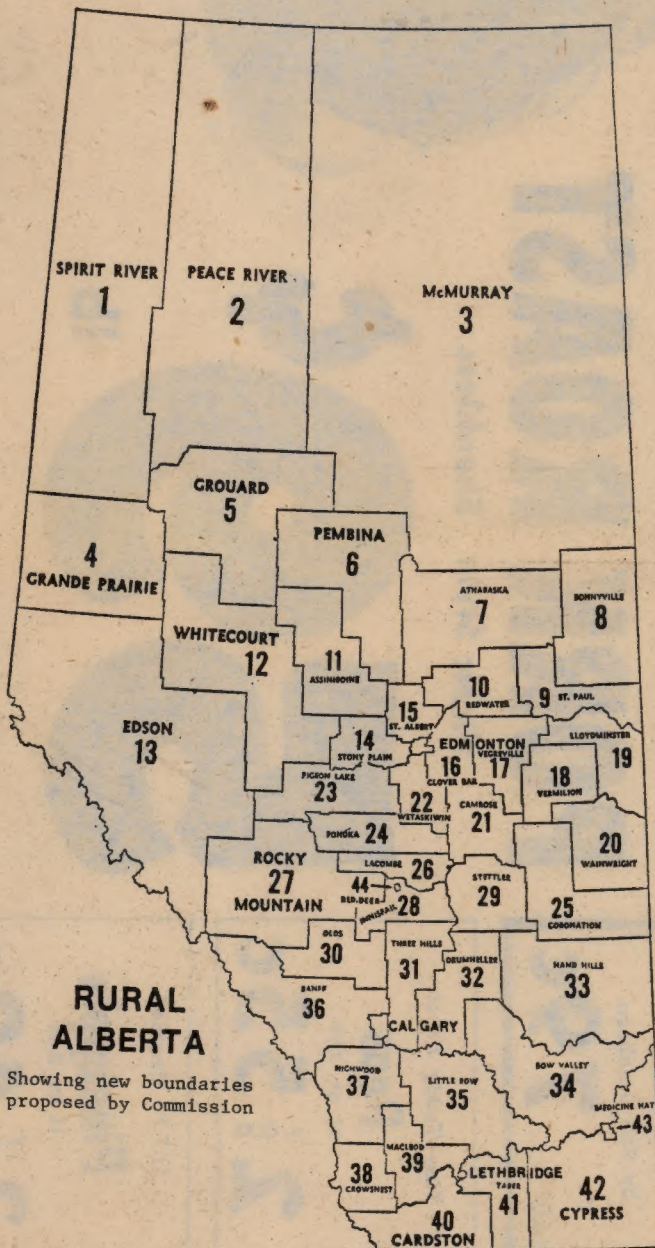 SPIRIT RIVER
1
PEACE RIVER
2
McMURRAY
3
GROUARD
5
4
GRANDE PRAIRIE
PEMBINA
6
ATHABASKA
7
BONNYVILLE
8
WHITECOURT
12
11
ASSINIBOINE
10
REDWATER
9
ST. PAUL
15
ST. ALBERT
EDSON
13
14
STONY PLAIN
EDMONTON
16
CLOVER BAR
VEGREVILLE
17
LLOYDMINSTER
19
18
VERMILION
PIGEON LAKE
23
22
WETASKIWIN
CAMROSE
21
20
WAINWRIGHT
PONOKA
24
LACOMBE
26
ROCKY
27
MOUNTAIN
44
RED DEER
INNISFAIL
28
STETTLER
29
25
CORONATION
OLDS
30
THREE HILLS
31
DRUMHELLER
32
HAND HILLS
33
BANFF
36
CALGARY
RURAL
ALBERTA
Showing new boundaries
proposed by Commission
HIGHWOOD
37
LITTLE BOW
35
BOW VALLEY
34
MEDICINE HAT
43
MACLEOD
39
38
CROWSNEST
LETHBRIDGE
TABER
41
40
CARDSTON
42
CYPRESS